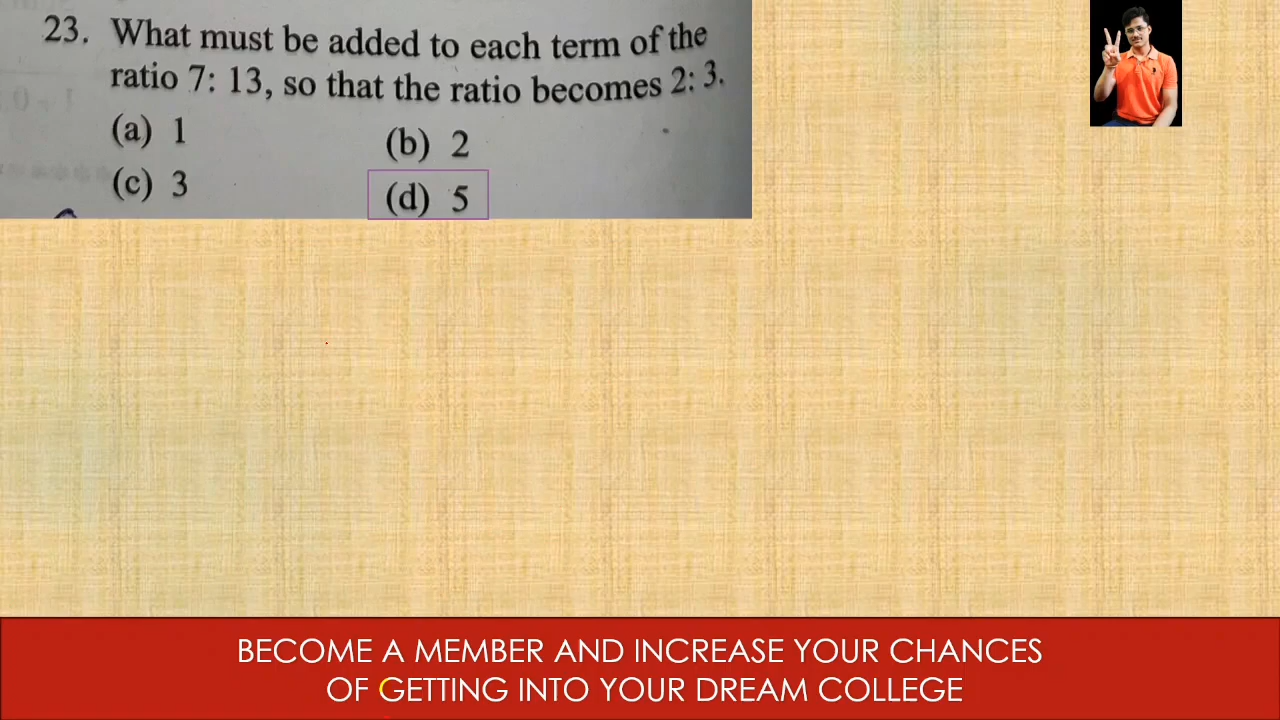 23. What must be added to each term of the
ratio 7: 13, so that the ratio becomes 2: 3.
(a) 1
(b) 2
(c) 3
(d) 5
BECOME A MEMBER AND INCREASE YOUR CHANCES
OF GETTING INTO YOUR DREAM COLLEGE